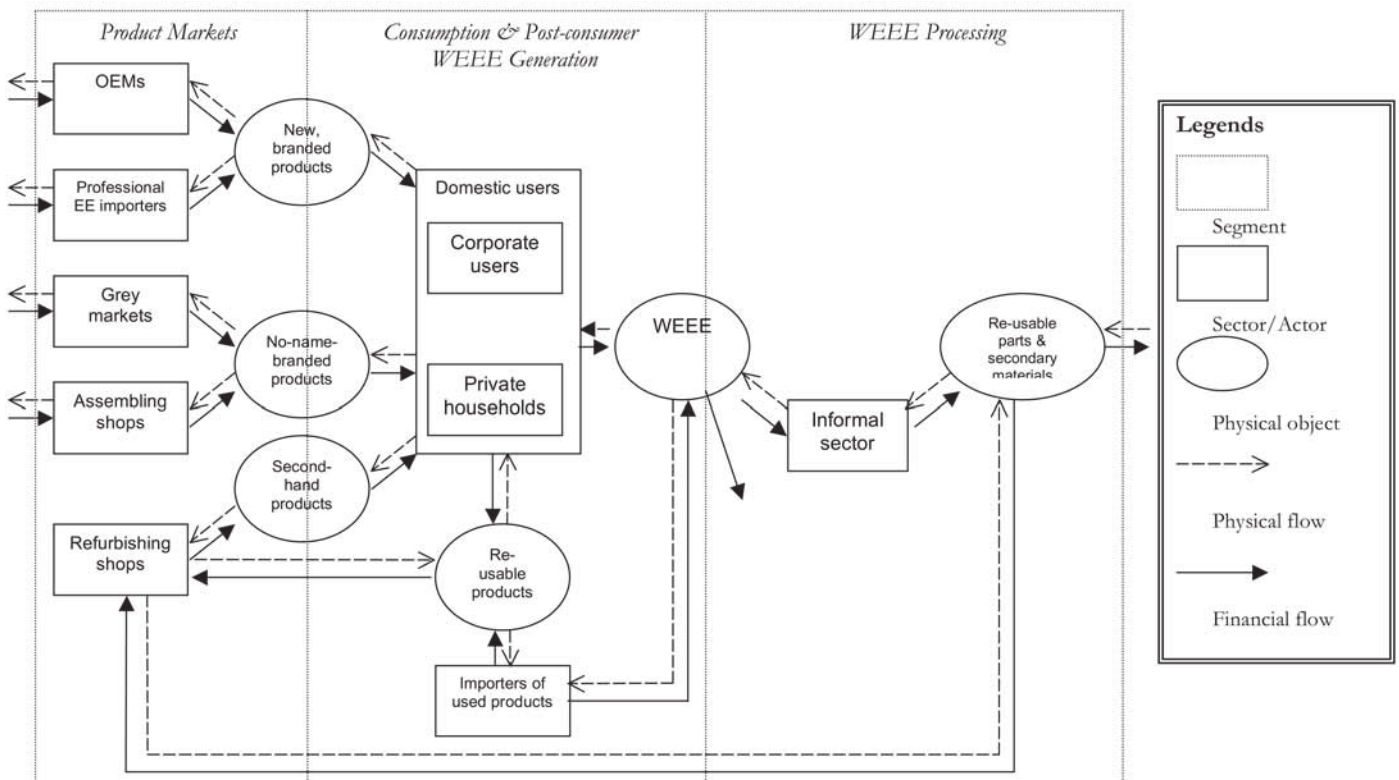 Product Markets
Consumption & Post-consumer
WEEE Generation
WEEE Processing
OEMs
New,
branded
products
Professional
EE importers
Domestic users
Corporate
users
Grey
markets
No-name-
branded
products
WEEE
Re-usable
parts &
secondary
materials
Private
households
Assembling
shops
Informal
sector
Second-
hand
products
Refurbishing
shops
Re-
usable
products
Importers of
used products
Legends
Segment
Sector/Actor
Physical object
Physical flow
Financial flow